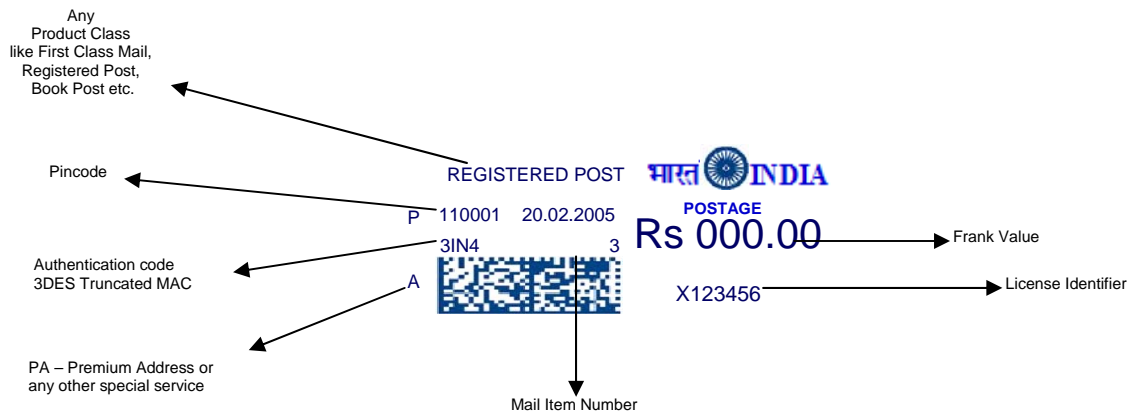 Any
Product Class
like First Class Mail,
Registered Post,
Book Post etc.
Pincode
REGISTERED POST
भारत INDIA
P 110001 20.02.2005
POSTAGE
Rs 000.00
Frank Value
3IN4 3
Authentication code
3DES Truncated MAC
A
X123456
License Identifier
PA – Premium Address or
any other special service
Mail Item Number